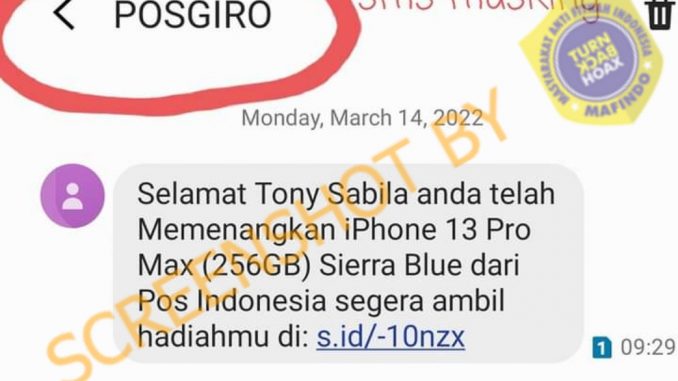 POSGIRO
sms masking
MASYARAKAT ANTI FITNAH INDONESIA
TURN
BACK
HOAX
MAFINDO
Monday, March 14, 2022
Selamat Tony Sabila anda telah
Memenangkan iPhone 13 Pro
Max (256GB) Sierra Blue dari
Pos Indonesia segera ambil
hadiahmu di: s.id/-10nzx
1 09:29
SCREENSHOT BY